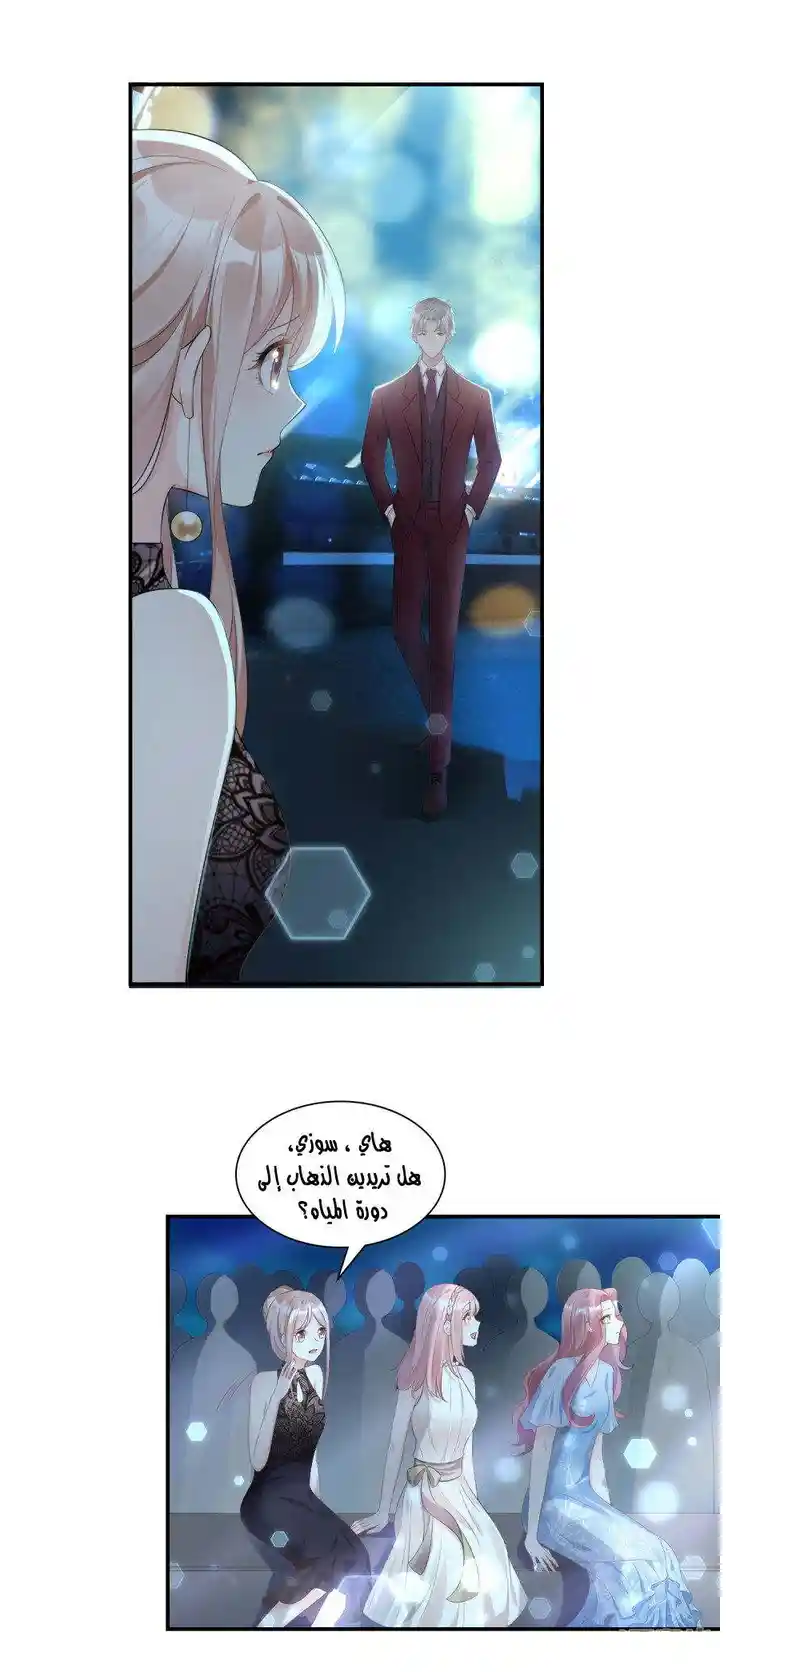 هاي ، سوزي،
هل تريدين الذهاب إلى
دورة المياه؟